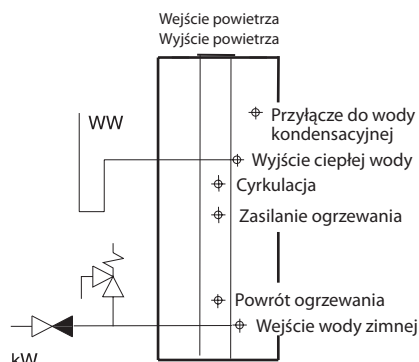 Wejście powietrza
Wyjście powietrza
WW
Przyłącze do wody
kondensacyjnej
Wyjście ciepłej wody
Cyrkulacja
Zasilanie ogrzewania
Powrót ogrzewania
Wejście wody zimnej
kW